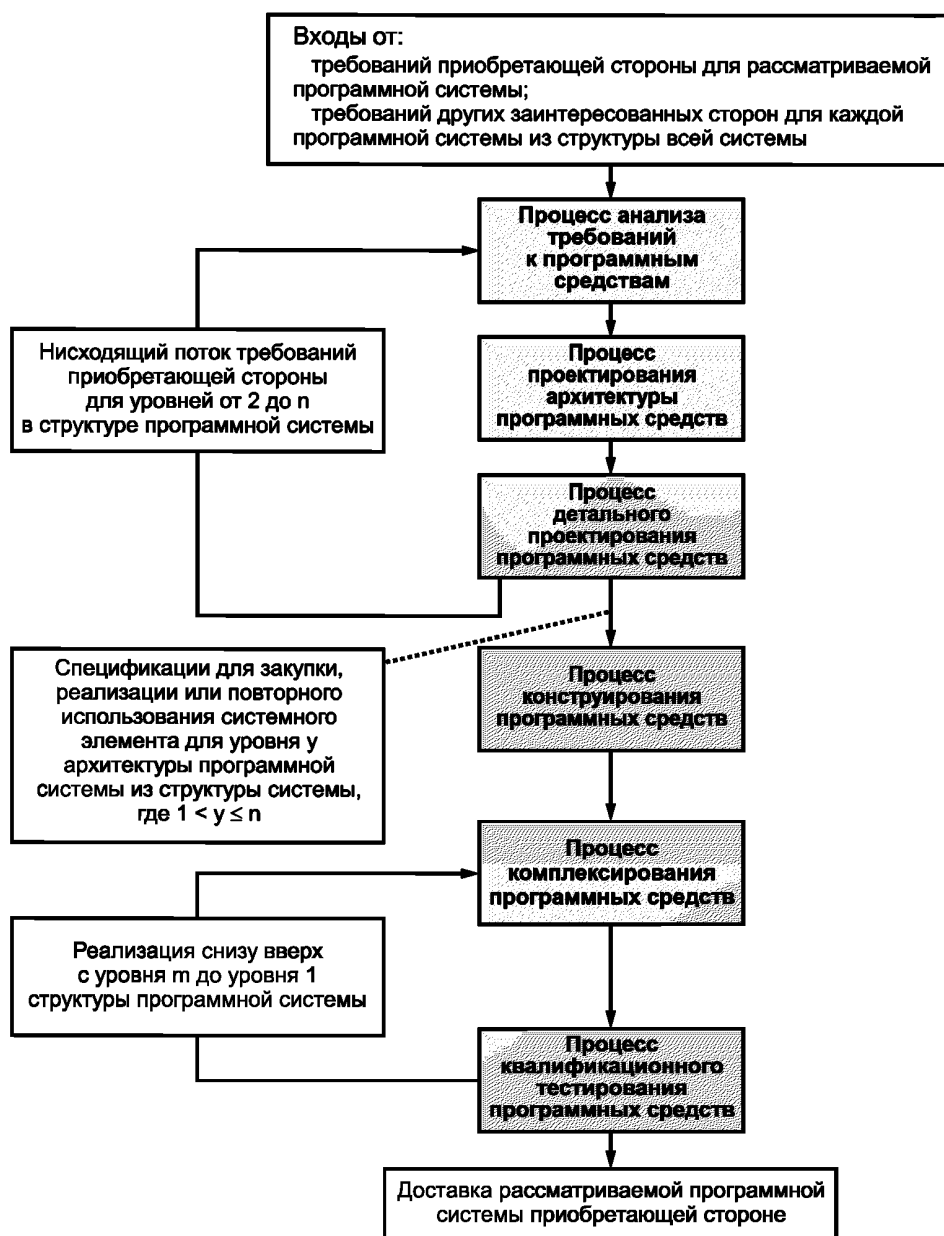 Входы от:
требований приобретающей стороны для рассматриваемой
программной системы;
требований других заинтересованных сторон для каждой
программной системы из структуры всей системы
Процесс анализа
требований
к программным
средствам
Нисходящий поток требований
приобретающей стороны
для уровней от 2 до n
в структуре программной системы
Процесс
проектирования
архитектуры
программных средств
Процесс
детального
проектирования
программных средств
Спецификации для закупки,
реализации или повторного
использования системного
элемента для уровня y
архитектуры программной
системы из структуры системы,
где 1 < y ≤ n
Процесс
конструирования
программных средств
Процесс
комплексирования
программных средств
Реализация снизу вверх
с уровня m до уровня 1
структуры программной системы
Процесс
квалификационного
тестирования
программных средств
Доставка рассматриваемой программной
системы приобретающей стороне